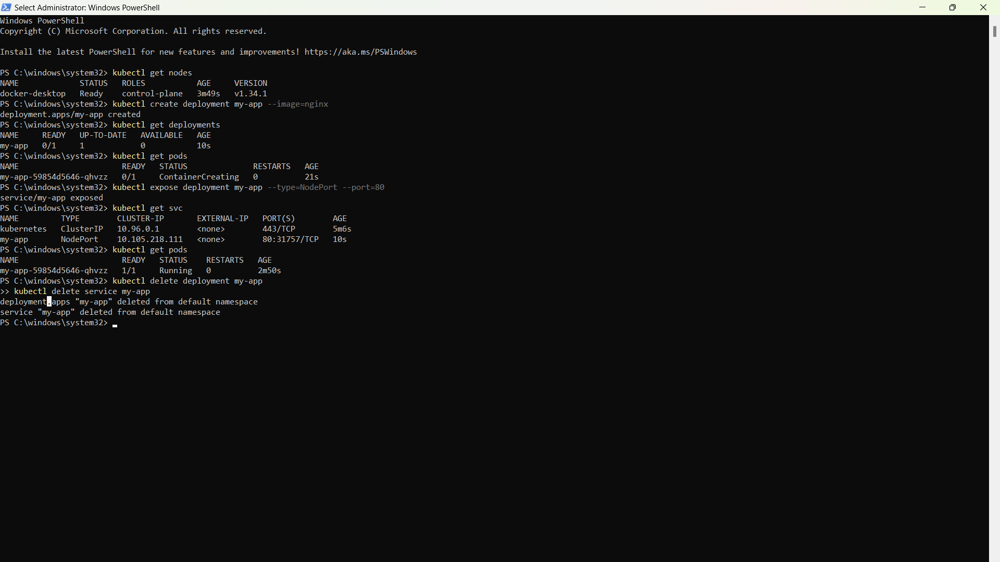 Select Administrator: Windows PowerShell
Windows PowerShell
Copyright (C) Microsoft Corporation. All rights reserved.
Install the latest PowerShell for new features and improvements! https://aka.ms/PSWindows
PS C:\windows\system32> kubectl get nodes
NAME             STATUS   ROLES           AGE     VERSION
docker-desktop   Ready    control-plane   3m49s   v1.34.1
PS C:\windows\system32> kubectl create deployment my-app --image=nginx
deployment.apps/my-app created
PS C:\windows\system32> kubectl get deployments
NAME     READY   UP-TO-DATE   AVAILABLE   AGE
my-app   0/1     1            0           10s
PS C:\windows\system32> kubectl get pods
NAME                      READY   STATUS              RESTARTS   AGE
my-app-59854d5646-qhvzz   0/1     ContainerCreating   0          21s
PS C:\windows\system32> kubectl expose deployment my-app --type=NodePort --port=80
service/my-app exposed
PS C:\windows\system32> kubectl get svc
NAME         TYPE        CLUSTER-IP       EXTERNAL-IP   PORT(S)        AGE
kubernetes   ClusterIP   10.96.0.1        <none>        443/TCP        5m6s
my-app       NodePort    10.105.218.111   <none>        80:31757/TCP   10s
PS C:\windows\system32> kubectl get pods
NAME                      READY   STATUS    RESTARTS   AGE
my-app-59854d5646-qhvzz   1/1     Running   0          2m50s
PS C:\windows\system32> kubectl delete deployment my-app
>> kubectl delete service my-app
deployment.apps "my-app" deleted from default namespace
service "my-app" deleted from default namespace
PS C:\windows\system32>